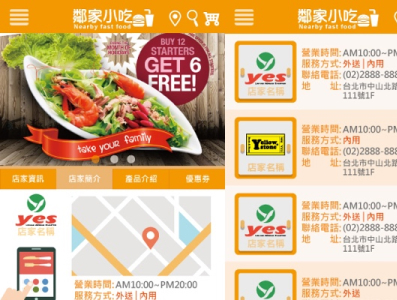 鄰家小吃
Nearby fast food
BUY 12
STARTERS
GET 6
FREE!
take your family
店家資訊
店家簡介
產品介紹
優惠券
yes
店家名稱
營業時間: AM10:00~PM20:00
服務方式: 外送 | 內用
鄰家小吃
Nearby fast food
yes
店家名稱
營業時間: AM10:00~PM
服務方式: 外送 | 內用
聯絡電話: (02)2888-888
地 址: 台北市中山北路
111號1F
Yellow
stone
店家名稱
營業時間: AM10:00~PM
服務方式: 內用
聯絡電話: (02)2888-888
地 址: 台北市中山北路
111號1F
yes
店家名稱
營業時間: AM10:00~PM
服務方式: 外送 | 內用
聯絡電話: (02)2888-888
地 址: 台北市中山北路
111號1F
營業時間: AM10:00~PM
服務方式: 外送